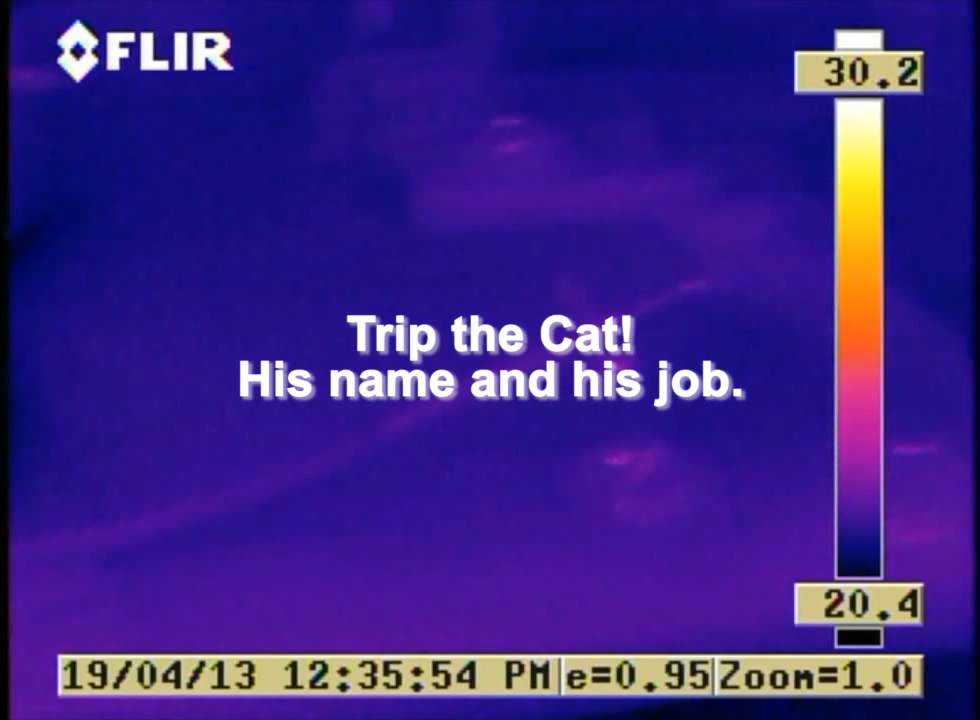 FLIR
30.2
Trip the Cat!
His name and his job.
20.4
19/04/13 12:35:54 PM e=0.95 Zoom=1.0